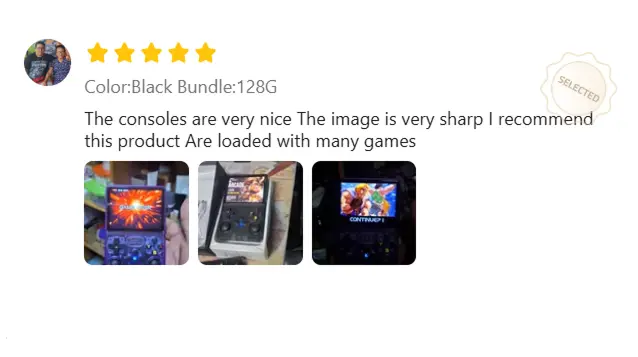 Color:Black Bundle:128G
SELECTED
The consoles are very nice The image is very sharp I recommend
this product Are loaded with many games
ARCADE
CONTINUE?